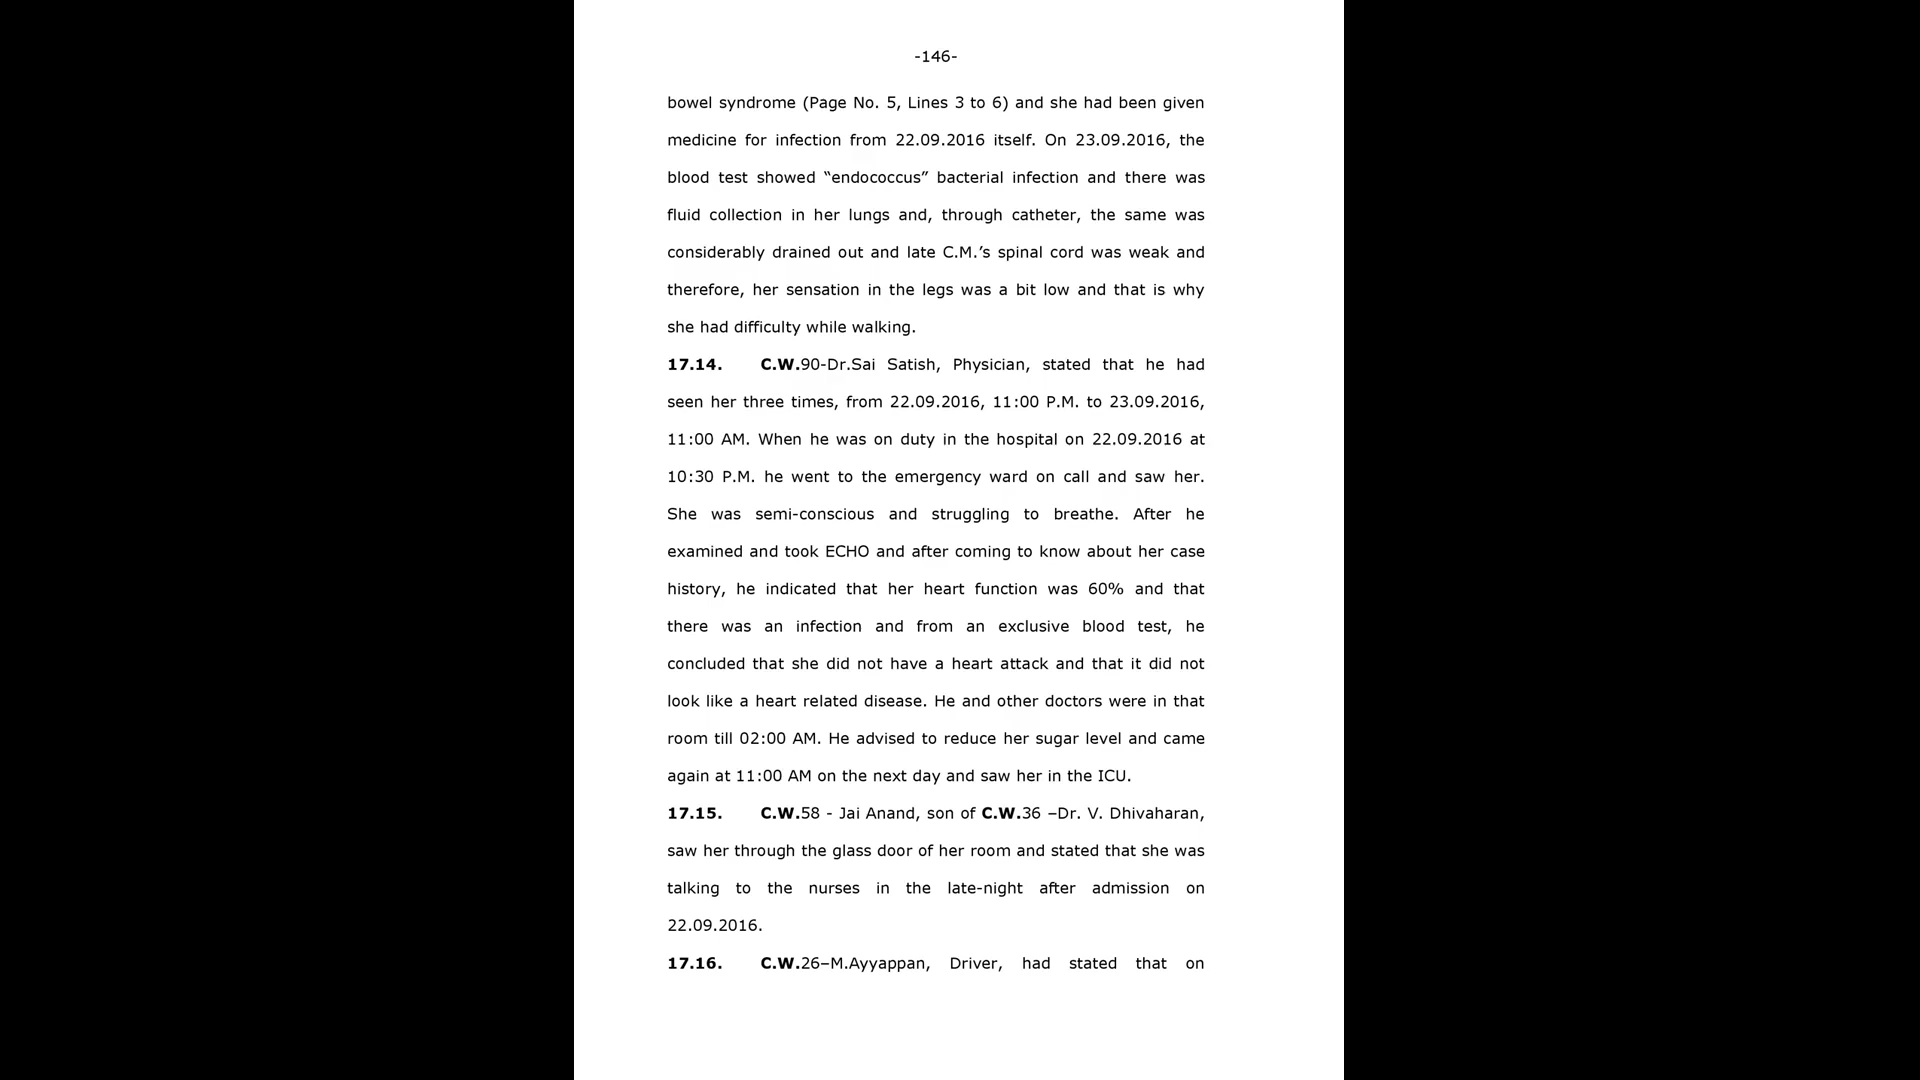 -146-
bowel syndrome (Page No. 5, Lines 3 to 6) and she had been given
medicine for infection from 22.09.2016 itself. On 23.09.2016, the
blood test showed “endococcus” bacterial infection and there was
fluid collection in her lungs and, through catheter, the same was
considerably drained out and late C.M.’s spinal cord was weak and
therefore, her sensation in the legs was a bit low and that is why
she had difficulty while walking.
17.14. C.W.90-Dr.Sai Satish, Physician, stated that he had
seen her three times, from 22.09.2016, 11:00 P.M. to 23.09.2016,
11:00 AM. When he was on duty in the hospital on 22.09.2016 at
10:30 P.M. he went to the emergency ward on call and saw her.
She was semi-conscious and struggling to breathe. After he
examined and took ECHO and after coming to know about her case
history, he indicated that her heart function was 60% and that
there was an infection and from an exclusive blood test, he
concluded that she did not have a heart attack and that it did not
look like a heart related disease. He and other doctors were in that
room till 02:00 AM. He advised to reduce her sugar level and came
again at 11:00 AM on the next day and saw her in the ICU.
17.15. C.W.58 - Jai Anand, son of C.W.36 –Dr. V. Dhivaharan,
saw her through the glass door of her room and stated that she was
talking to the nurses in the late-night after admission on
22.09.2016.
17.16. C.W.26–M.Ayyappan, Driver, had stated that on